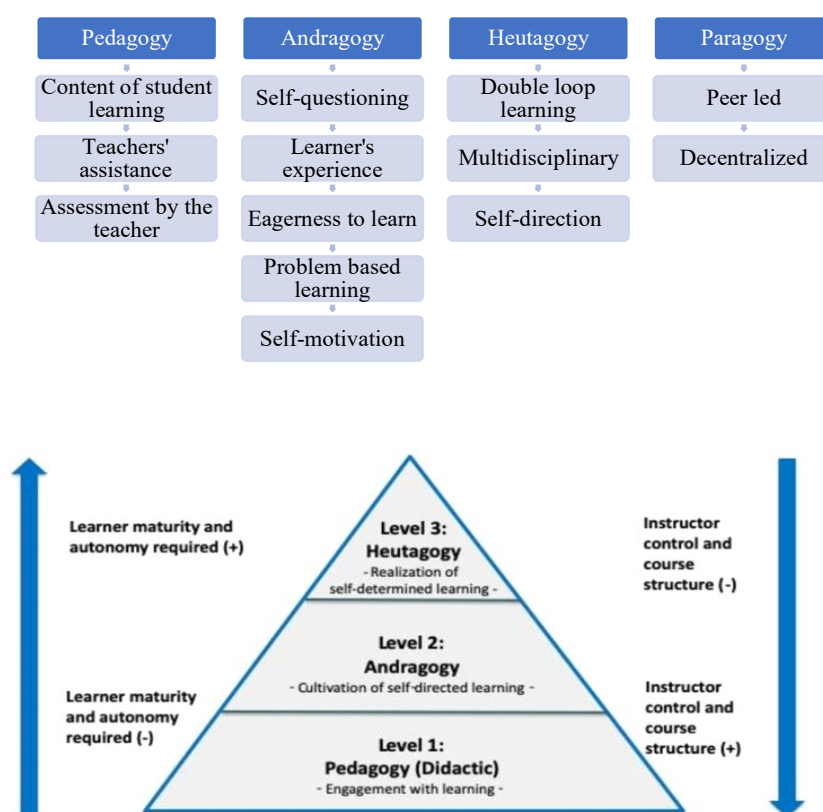 Pedagogy
Content of student
learning
Teachers'
assistance
Assessment by the
teacher
Andragogy
Self-questioning
Learner's
experience
Eagerness to learn
Problem based
learning
Self-motivation
Heutagogy
Double loop
learning
Multidisciplinary
Self-direction
Paragogy
Peer led
Decentralized
Learner maturity and
autonomy required (+)
Learner maturity
and autonomy
required (-)
Level 3:
Heutagogy
- Realization of
self-determined learning -
Level 2:
Andragogy
- Cultivation of self-directed learning -
Level 1:
Pedagogy (Didactic)
- Engagement with learning -
Instructor
control and
course
structure (-)
Instructor
control and
course
structure (+)